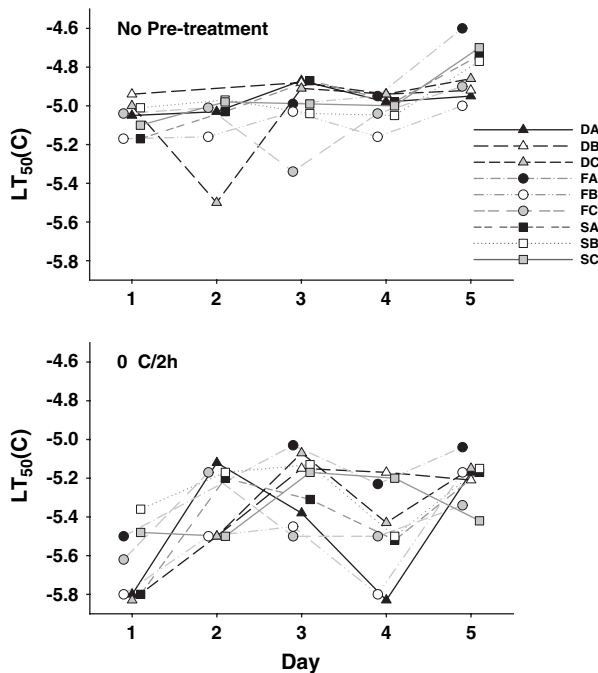 No Pre-treatment
-4.6
-4.8
-5.0
-5.2
-5.4
-5.6
-5.8
LT50(C)
1 2 3 4 5
DA
DB
DC
FA
FB
FC
SA
SB
SC
0 C/2h
-4.6
-4.8
-5.0
-5.2
-5.4
-5.6
-5.8
LT50(C)
1 2 3 4 5
Day